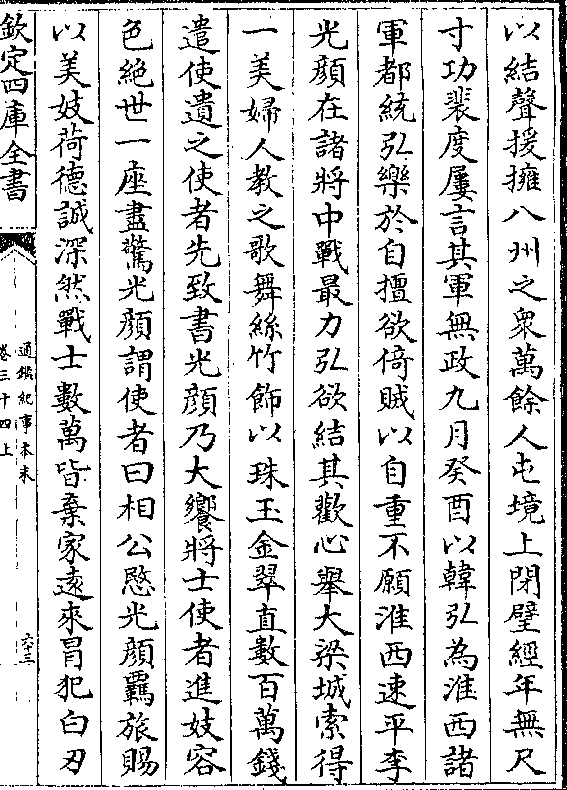 以結聲援擁八州之衆萬餘人屯境上閉壁經年無尺
寸功裴度屢言其軍無政九月癸酉以韓弘為淮西諸
軍都統弘樂於自擅欲倚賊以自重不願淮西速平李
光顔在諸將中戰最力弘欲結其歡心舉大梁城索得
一美婦人教之歌舞絲竹飾以珠玉金翠直數百萬錢
遣使遺之使者先致書光顔乃大饗將士使者進妓容
色絶世一座盡驚光顔謂使者曰相公愍光顔羈旅賜
以美妓荷德誠深然戰士數萬皆棄家逺來冒犯白刃
欽定四庫全書
通鑑紀事本末
卷三十四上
六十三